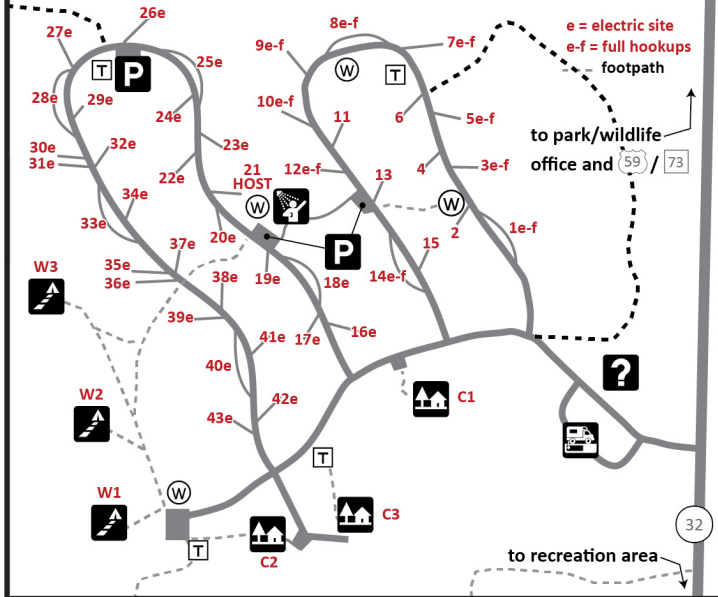 26e
8e-f
e = electric site
e-f = full hookups
footpath
27e
7e-f
9e-f
25e
T
P
W
T
28e
29e
10e-f
24e
11
6
5e-f
to park/wildlife
office and 59 / 73
30e
31e
32e
23e
12e-f
13
4
3e-f
22e
21
HOST
34e
W
W
33e
20e
2
1e-f
37e
P
15
W3
35e
36e
38e
19e
18e
14e-f
39e
17e
16e
41e
40e
?
W2
42e
C1
43e
T
W1
W
C3
32
T
C2
to recreation area